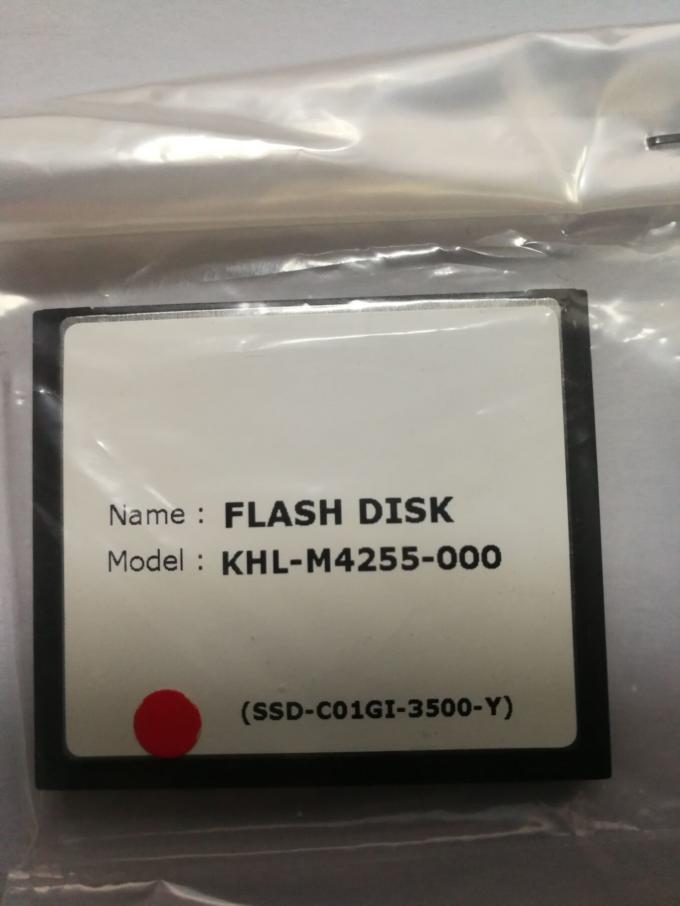 Name : FLASH DISK
Model : KHL-M4255-000
(SSD-C01GI-3500-Y)